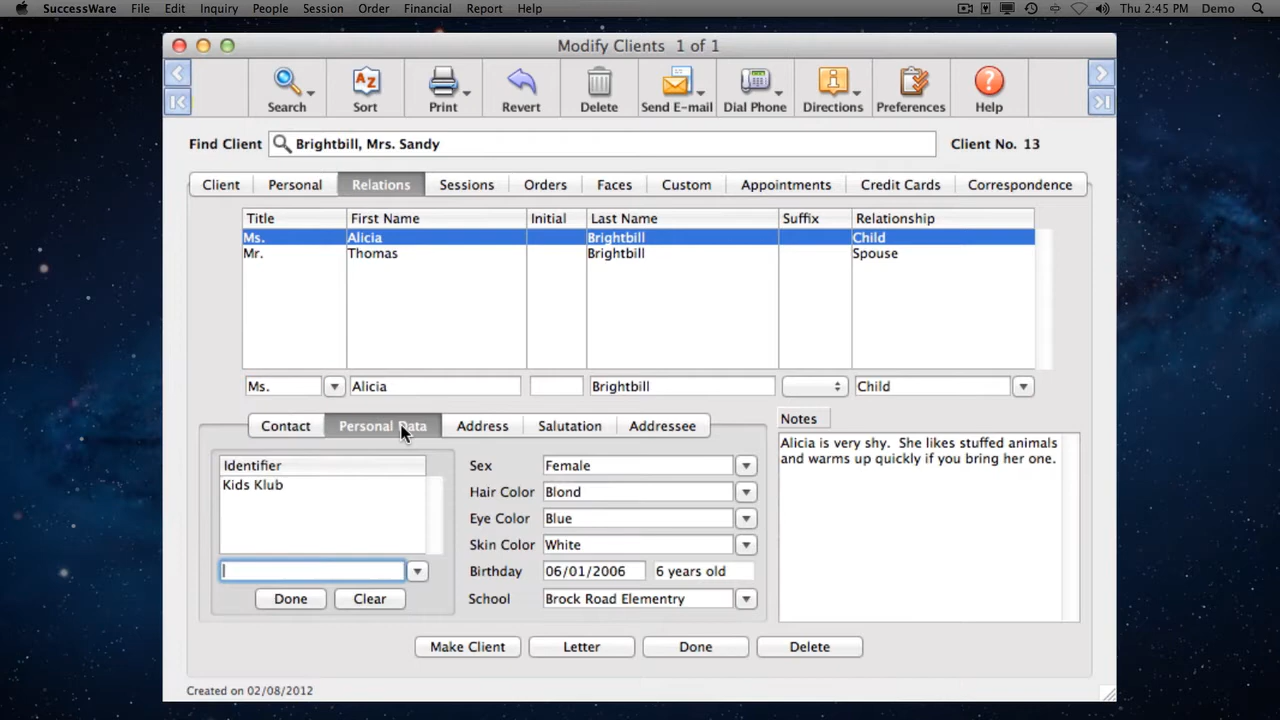 SuccessWare File Edit Inquiry People Session Order Financial Report Help Thu 2:45 PM Demo
Modify Clients 1 of 1
Search Sort Print Revert Delete Send E-mail Dial Phone Directions Preferences Help
Find Client Brightbill, Mrs. Sandy Client No. 13
Client Personal Relations Sessions Orders Faces Custom Appointments Credit Cards Correspondence
Title First Name Initial Last Name Suffix Relationship
Ms. Alicia Brightbill Child
Mr. Thomas Brightbill Spouse
Ms. Alicia Brightbill Child
Contact Personal Data Address Salutation Addressee
Notes
Alicia is very shy. She likes stuffed animals
and warms up quickly if you bring her one.
Identifier
Kids Klub
Done Clear
Sex Female
Hair Color Blond
Eye Color Blue
Skin Color White
Birthday 06/01/2006 6 years old
School Brock Road Elementry
Make Client Letter Done Delete
Created on 02/08/2012